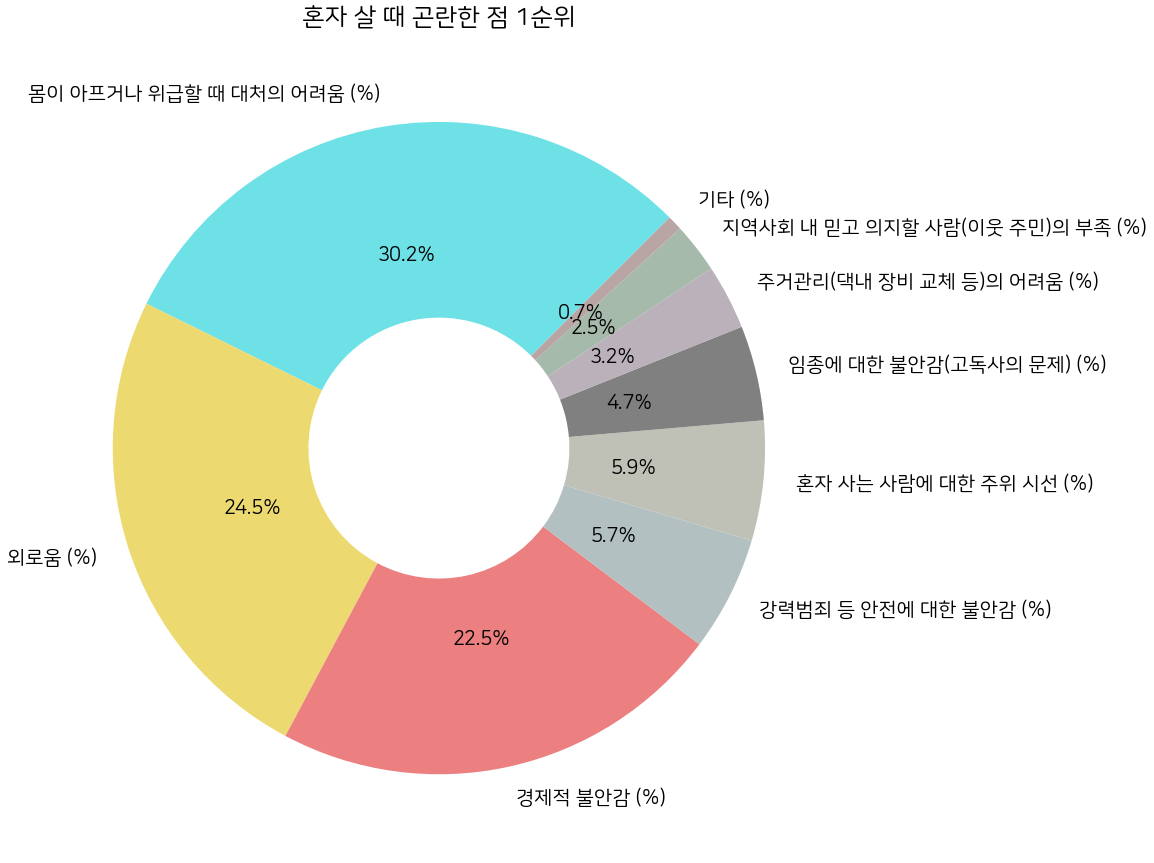 혼자 살 때 곤란한 점 1순위
몸이 아프거나 위급할 때 대처의 어려움 (%)
기타 (%)
지역사회 내 믿고 의지할 사람(이웃 주민)의 부족 (%)
주거관리(댁내 장비 교체 등)의 어려움 (%)
임종에 대한 불안감(고독사의 문제) (%)
혼자 사는 사람에 대한 주위 시선 (%)
강력범죄 등 안전에 대한 불안감 (%)
경제적 불안감 (%)
외로움 (%)
30.2%
0.7%
2.5%
3.2%
4.7%
5.9%
5.7%
22.5%
24.5%